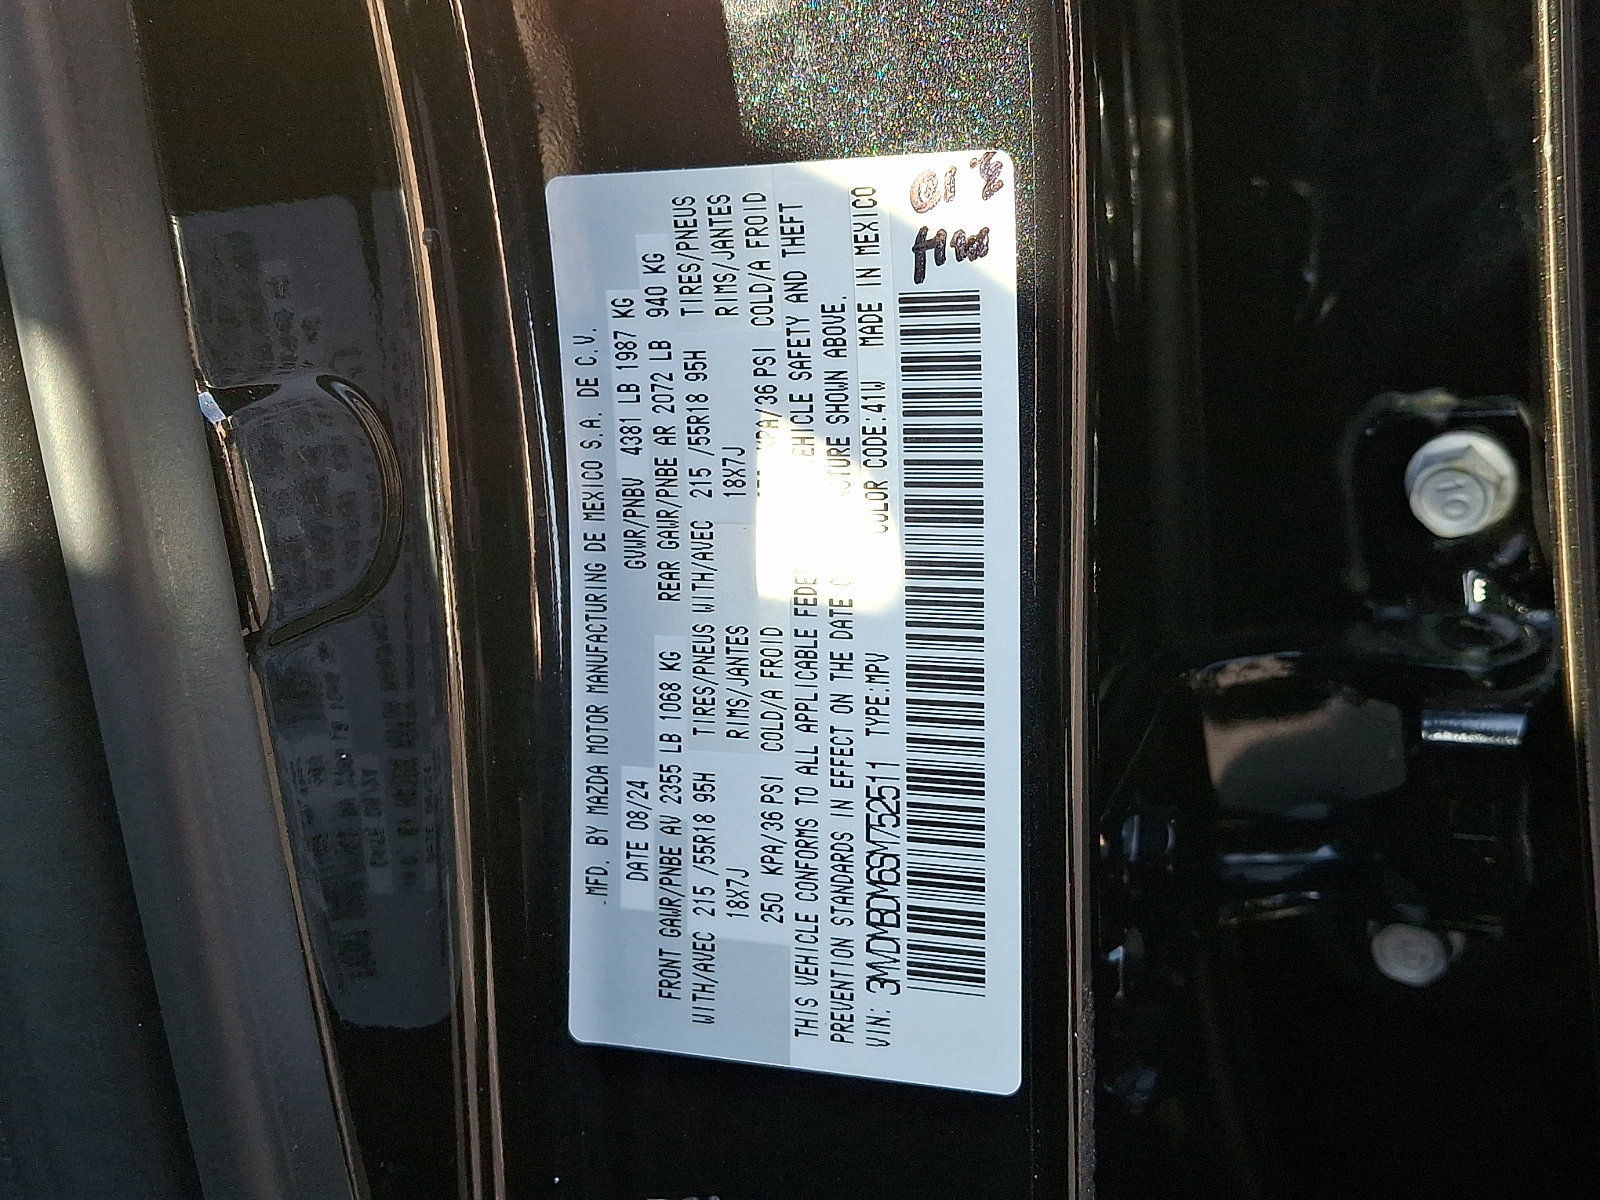 MFD. BY MAZDA MOTOR MANUFACTURING DE MEXICO S.A. DE C.V.
DATE 08/24 GVWR/PNBV 4381 LB 1987 KG
FRONT GAWR/PNBE AV 2355 LB 1068 KG REAR GAWR/PNBE AR 2072 LB 940 KG
WITH/AVEC 215 /55R18 95H TIRES/PNEUS WITH/AVEC 215 /55R18 95H TIRES/PNEUS
18X7J RIMS/JANTES 18X7J RIMS/JANTES
250 KPA/36 PSI COLD/A FROID KPA/36 PSI COLD/A FROID
THIS VEHICLE CONFORMS TO ALL APPLICABLE VEHICLE SAFETY AND THEFT
PREVENTION STANDARDS IN EFFECT ON THE DATE SHOWN ABOVE.
VIN: 3MVDMBDM6SM752511 TYPE:MPV COLOR CODE:41W MADE IN MEXICO
10